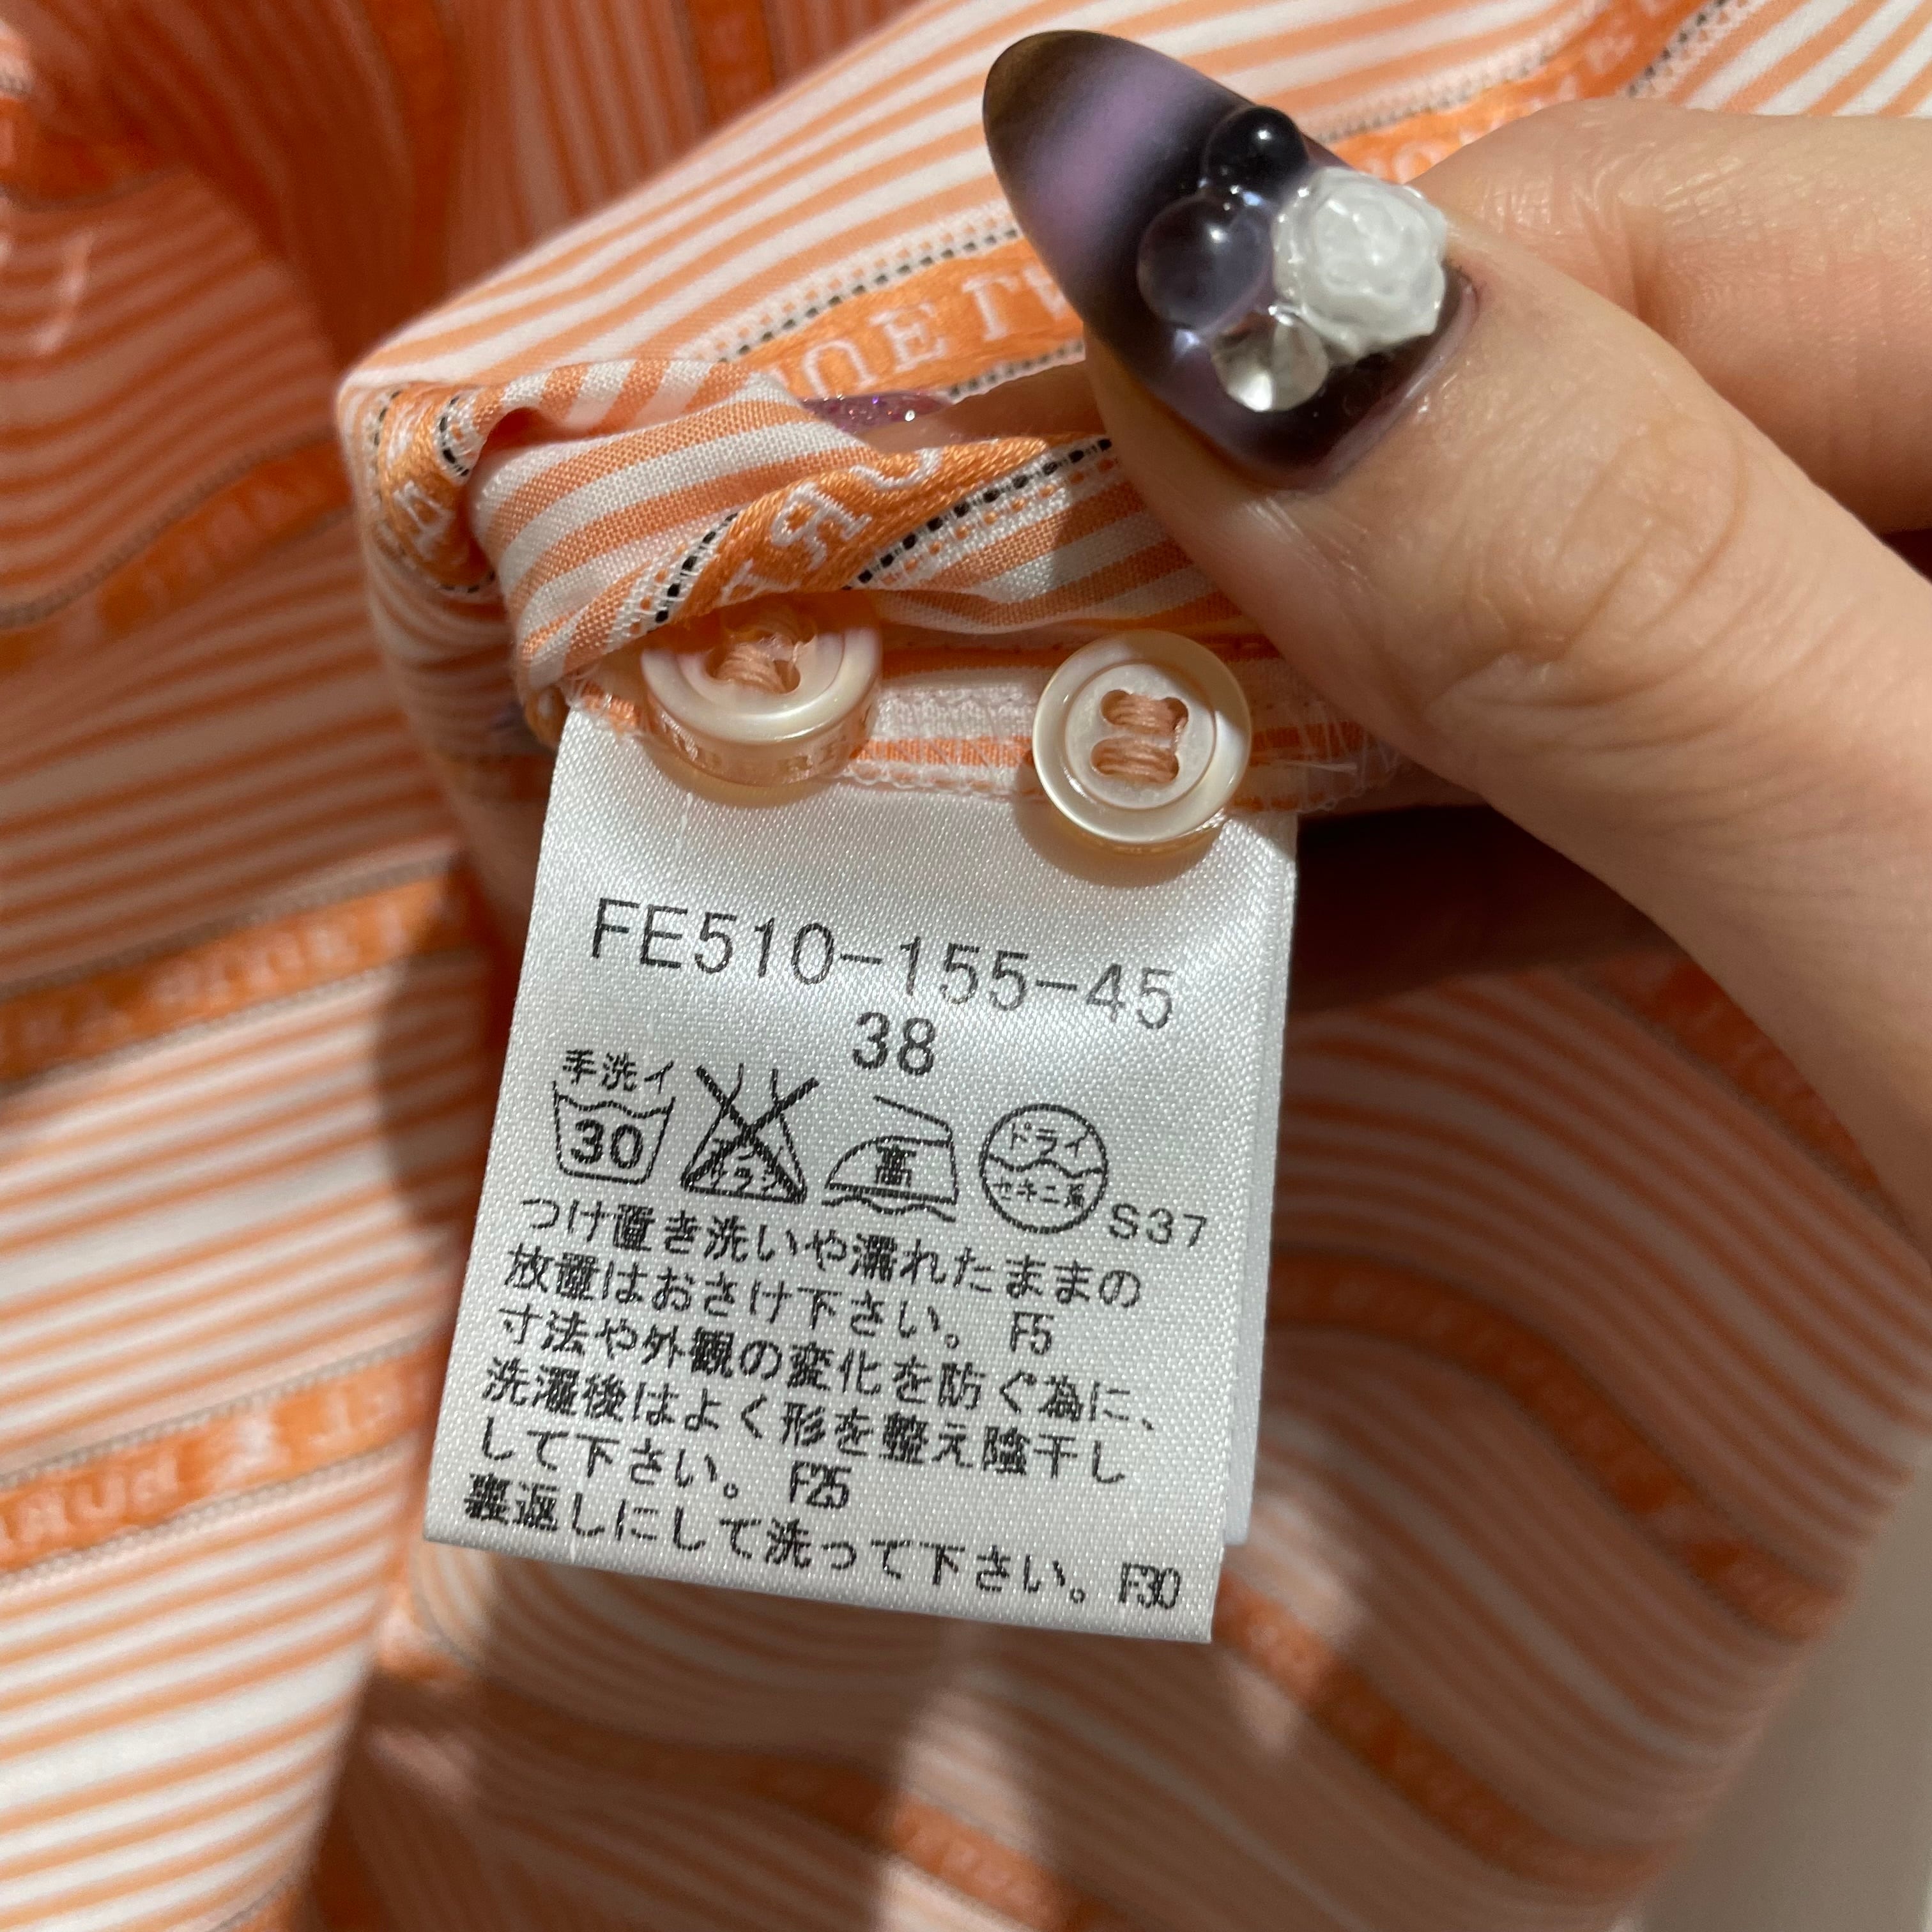 FE510-155-45
38
手洗イ
30
高
ドライ
セキユ系
S37
つけ置き洗いや濡れたままの
放置はおさけ下さい。 F5
寸法や外観の変化を防ぐ為に、
洗濯後はよく形を整え陰干し
して下さい。 F25
裏返しにして洗って下さい。 F30